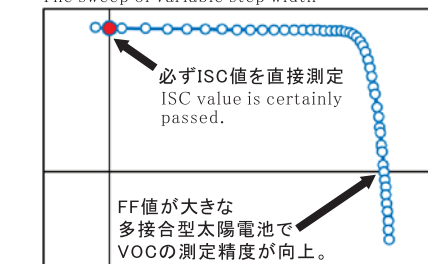 The sweep of variable step width
必ずISC値を直接測定
ISC value is certainly
passed.
FF値が大きな
多接合型太陽電池で
VOCの測定精度が向上。